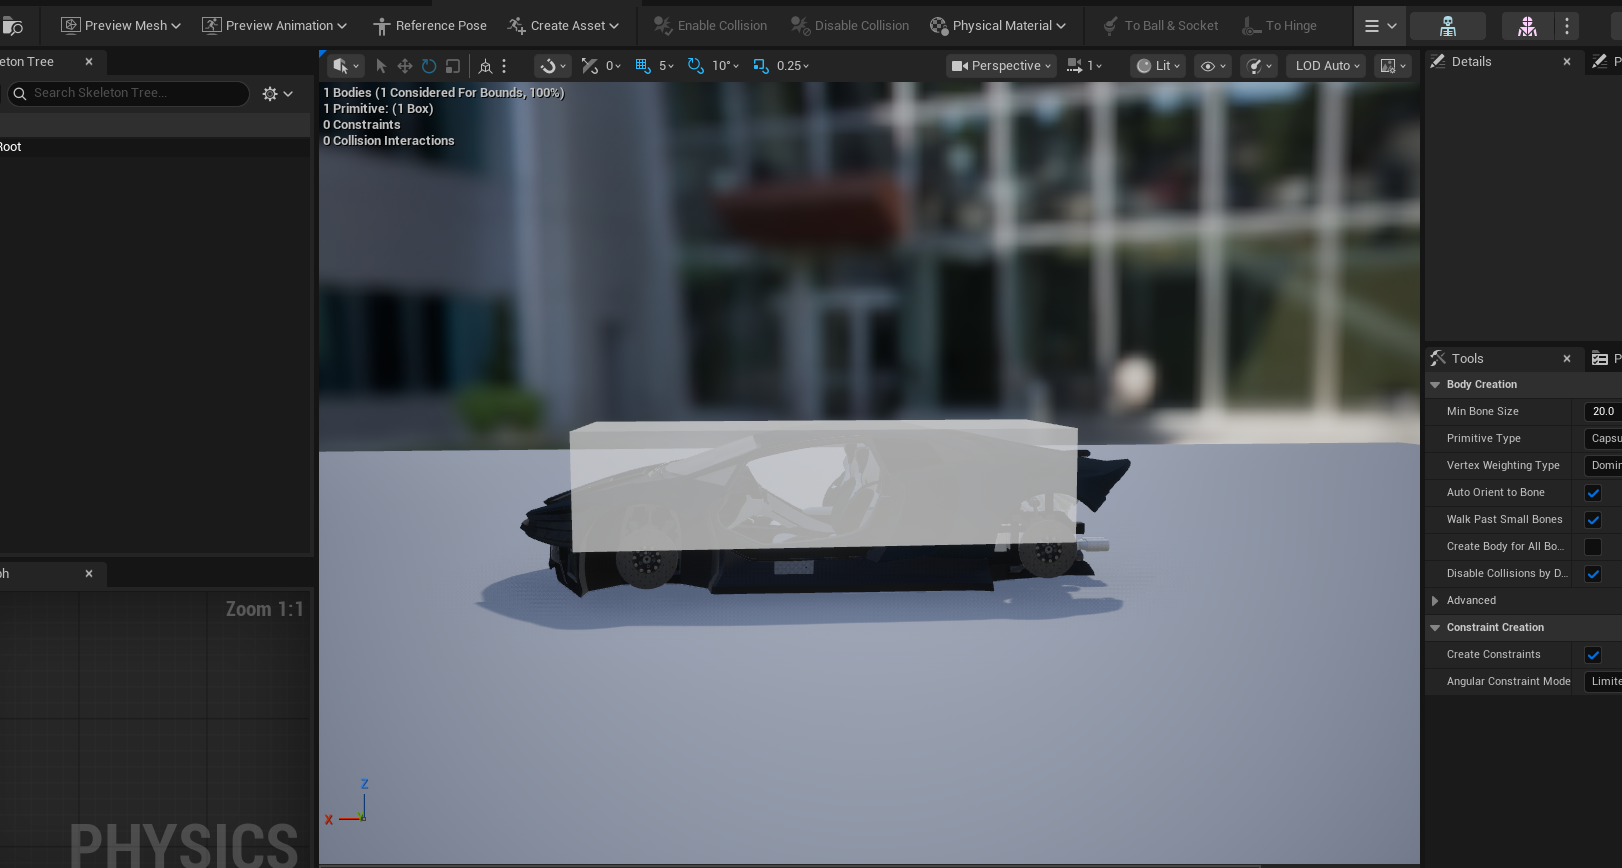 Preview Mesh
Preview Animation
Reference Pose
Create Asset
Enable Collision
Disable Collision
Physical Material
To Ball & Socket
To Hinge
eton Tree
Search Skeleton Tree...
Root
0
5
10°
0.25
Perspective
1
Lit
LOD Auto
1 Bodies (1 Considered For Bounds, 100%)
1 Primitive: (1 Box)
0 Constraints
0 Collision Interactions
Z
X
Y
ph
Zoom 1:1
PHYSICS
Details
P
Tools
P
Body Creation
Min Bone Size
20.0
Primitive Type
Capsu
Vertex Weighting Type
Domin
Auto Orient to Bone
Walk Past Small Bones
Create Body for All Bo...
Disable Collisions by D...
Advanced
Constraint Creation
Create Constraints
Angular Constraint Mode
Limite